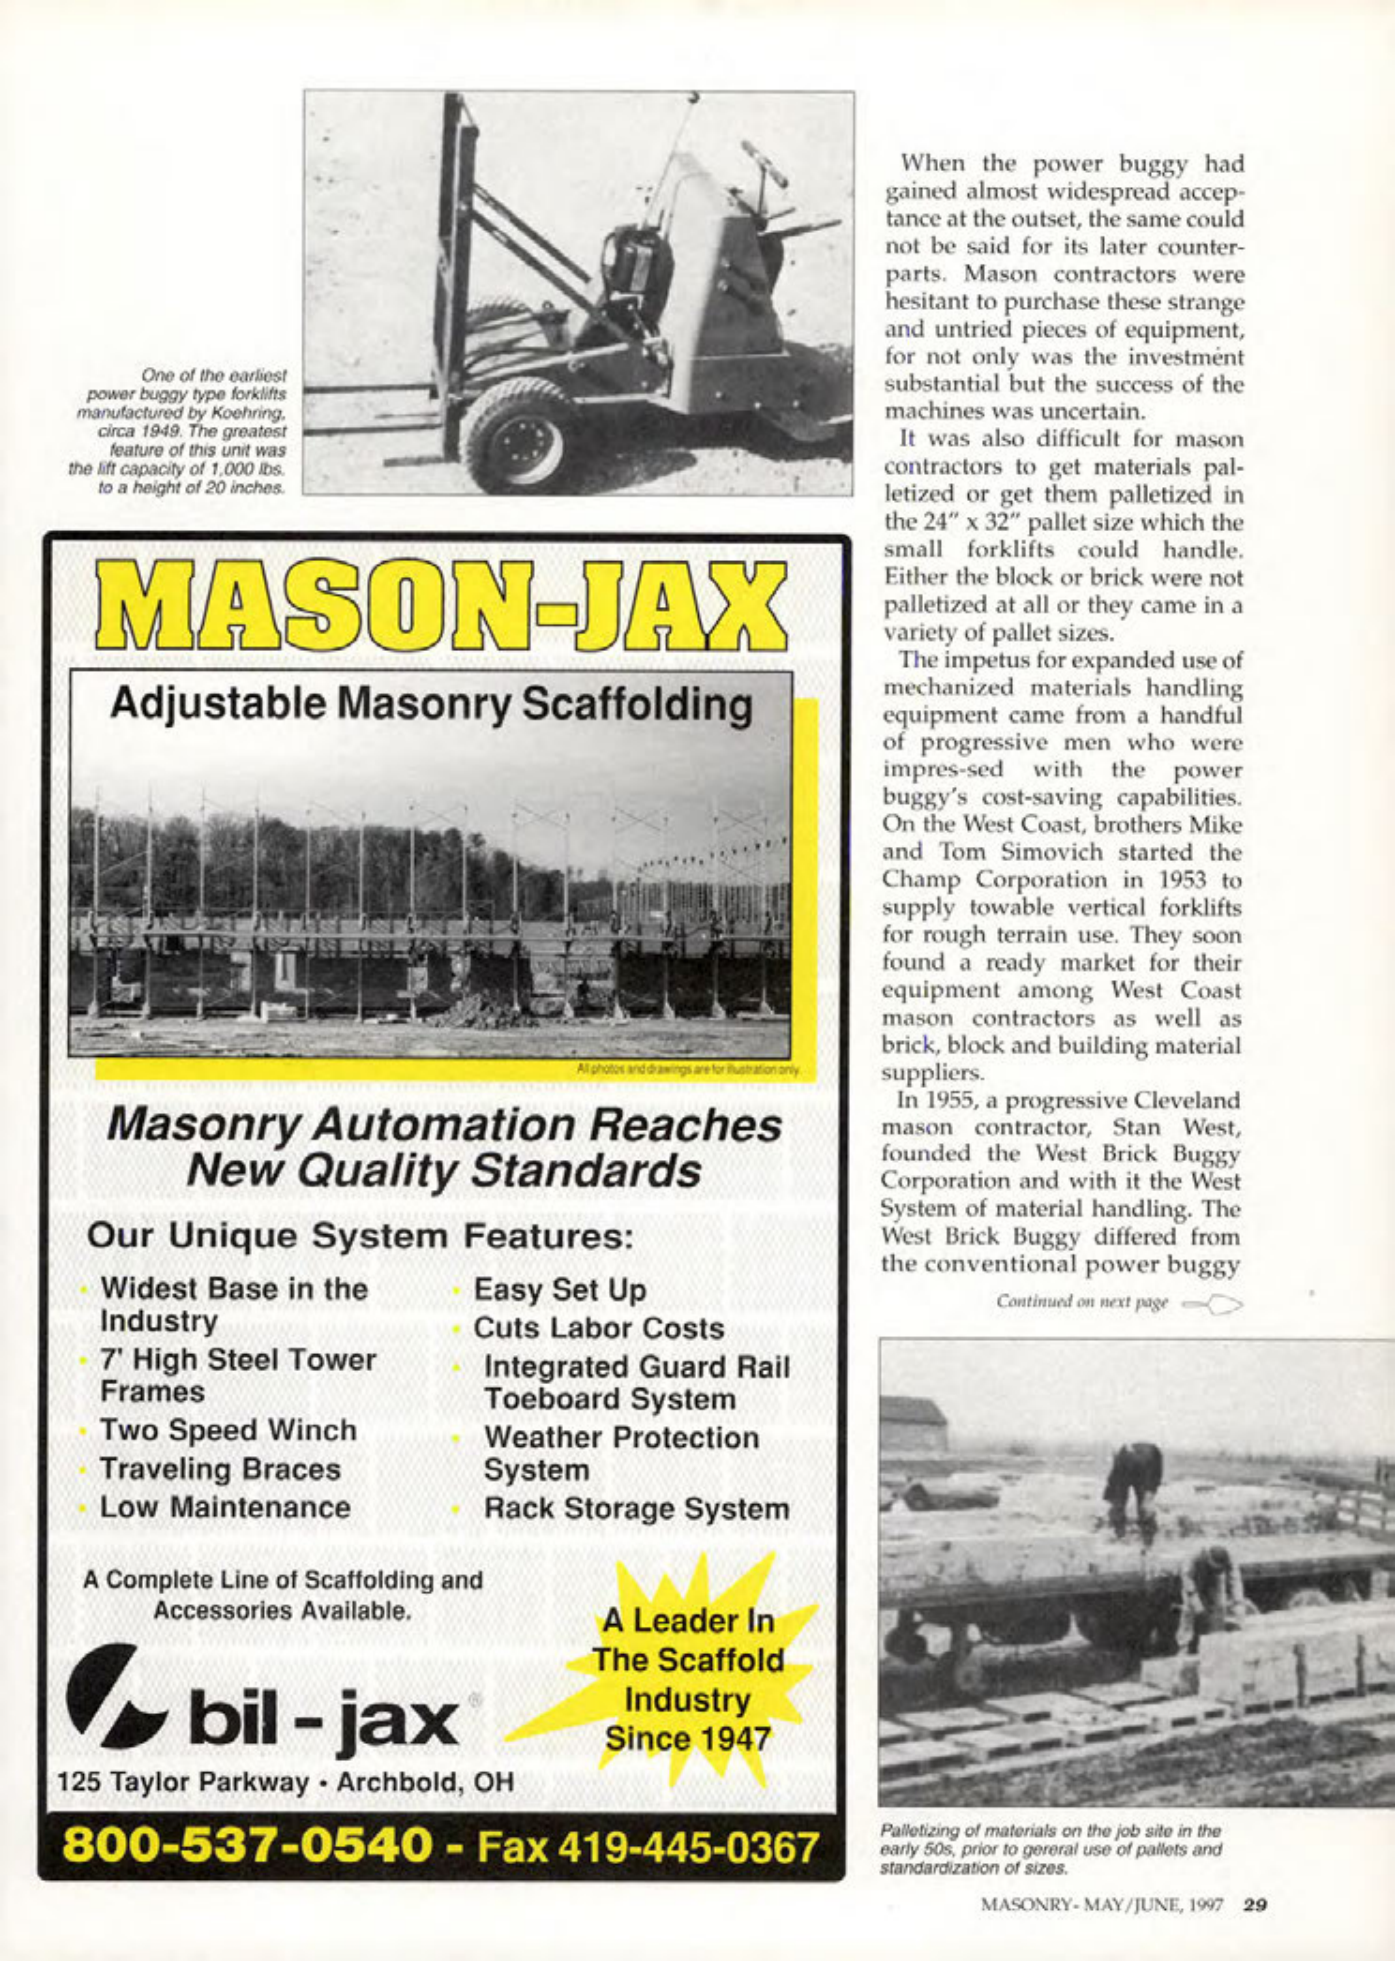 One of the earliest
power buggy type forklifts
manufactured by Koehring,
circa 1949. The greatest
feature of this unit was
the lift capacity of 1,000 lbs.
to a height of 20 inches.
MASON-JAX
Adjustable Masonry Scaffolding
All photos and drawings are for illustration only.
Masonry Automation Reaches
New Quality Standards
Our Unique System Features:
• Widest Base in the
Industry
• 7' High Steel Tower
Frames
• Two Speed Winch
• Traveling Braces
• Low Maintenance
• Easy Set Up
• Cuts Labor Costs
• Integrated Guard Rail
Toeboard System
• Weather Protection
System
• Rack Storage System
A Complete Line of Scaffolding and
Accessories Available.
bil-jax®
125 Taylor Parkway • Archbold, OH
A Leader In
The Scaffold
Industry
Since 1947
800-537-0540 - Fax 419-445-0367
When the power buggy had
gained almost widespread accep-
tance at the outset, the same could
not be said for its later counter-
parts. Mason contractors were
hesitant to purchase these strange
and untried pieces of equipment,
for not only was the investment
substantial but the success of the
machines was uncertain.
It was also difficult for mason
contractors to get materials pal-
letized or get them palletized in
the 24" x 32" pallet size which the
small forklifts could handle.
Either the block or brick were not
palletized at all or they came in a
variety of pallet sizes.
The impetus for expanded use of
mechanized materials handling
equipment came from a handful
of progressive men who were
impres-sed with the power
buggy's cost-saving capabilities.
On the West Coast, brothers Mike
and Tom Simovich started the
Champ Corporation in 1953 to
supply towable vertical forklifts
for rough terrain use. They soon
found a ready market for their
equipment among West Coast
mason contractors as well as
brick, block and building material
suppliers.
In 1955, a progressive Cleveland
mason contractor, Stan West,
founded the West Brick Buggy
Corporation and with it the West
System of material handling. The
West Brick Buggy differed from
the conventional power buggy
Continued on next page
Palletizing of materials on the job site in the
early 50s, prior to gereral use of pallets and
standardization of sizes.
MASONRY- MAY/JUNE, 1997 29